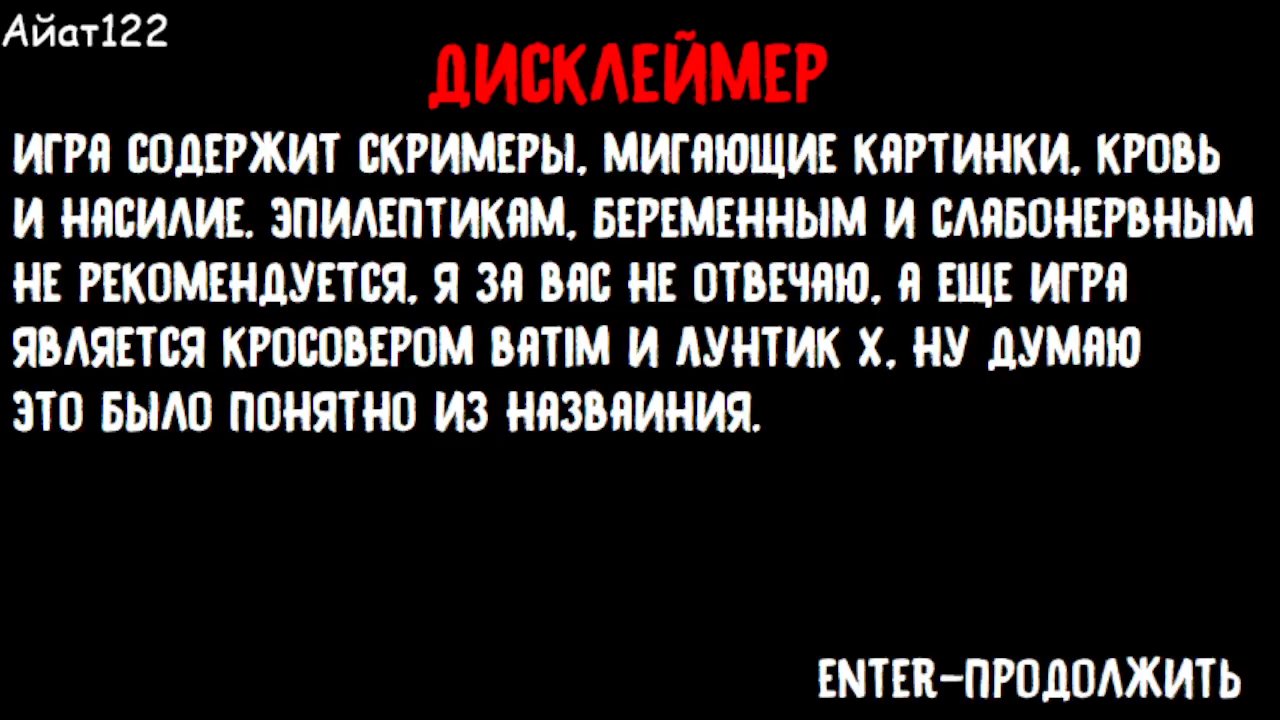 Айат122
ДИСКЛЕЙМЕР
ИГРА СОДЕРЖИТ СКРИМЕРЫ, МИГАЮЩИЕ КАРТИНКИ, КРОВЬ
И НАСИЛИЕ. ЭПИЛЕПТИКАМ, БЕРЕМЕННЫМ И СЛАБОНЕРВНЫМ
НЕ РЕКОМЕНДУЕТСЯ, Я ЗА ВАС НЕ ОТВЕЧАЮ, А ЕЩЕ ИГРА
ЯВЛЯЕТСЯ КРОСОВЕРОМ BATIM И ЛУНТИК Х, НУ ДУМАЮ
ЭТО БЫЛО ПОНЯТНО ИЗ НАЗВАИНИЯ.
ENTER-ПРОДОЛЖИТЬ